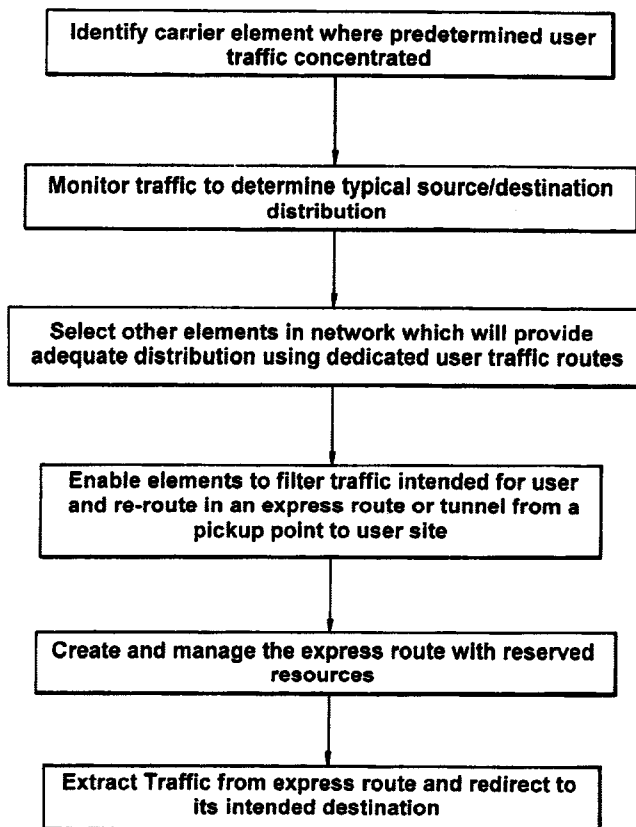 Identify carrier element where predetermined user
traffic concentrated
Monitor traffic to determine typical source/destination
distribution
Select other elements in network which will provide
adequate distribution using dedicated user traffic routes
Enable elements to filter traffic intended for user
and re-route in an express route or tunnel from a
pickup point to user site
Create and manage the express route with reserved
resources
Extract Traffic from express route and redirect to
its intended destination